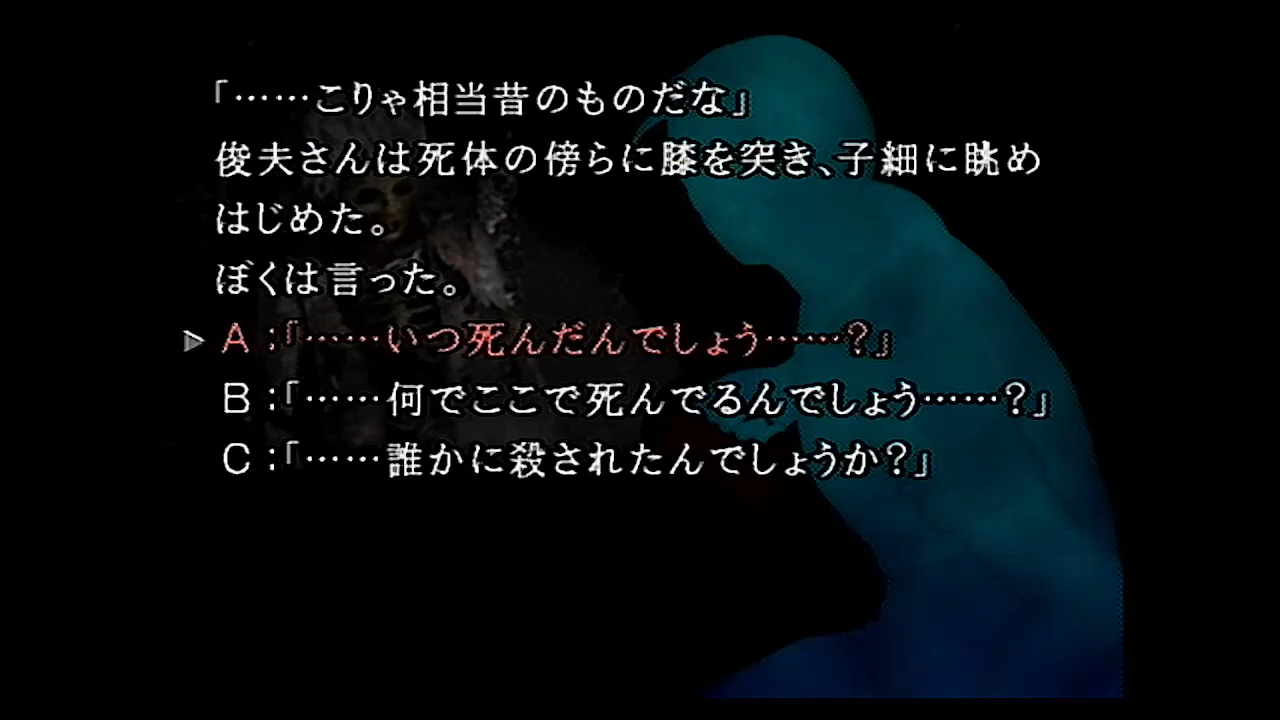 「……こりゃ相当昔のものだな」
俊夫さんは死体の傍らに膝を突き、子細に眺め
はじめた。
ぼくは言った。
A:「……いつ死んだんでしょう……?」
B:「……何でここで死んでるんでしょう……?」
C:「……誰かに殺されたんでしょうか?」